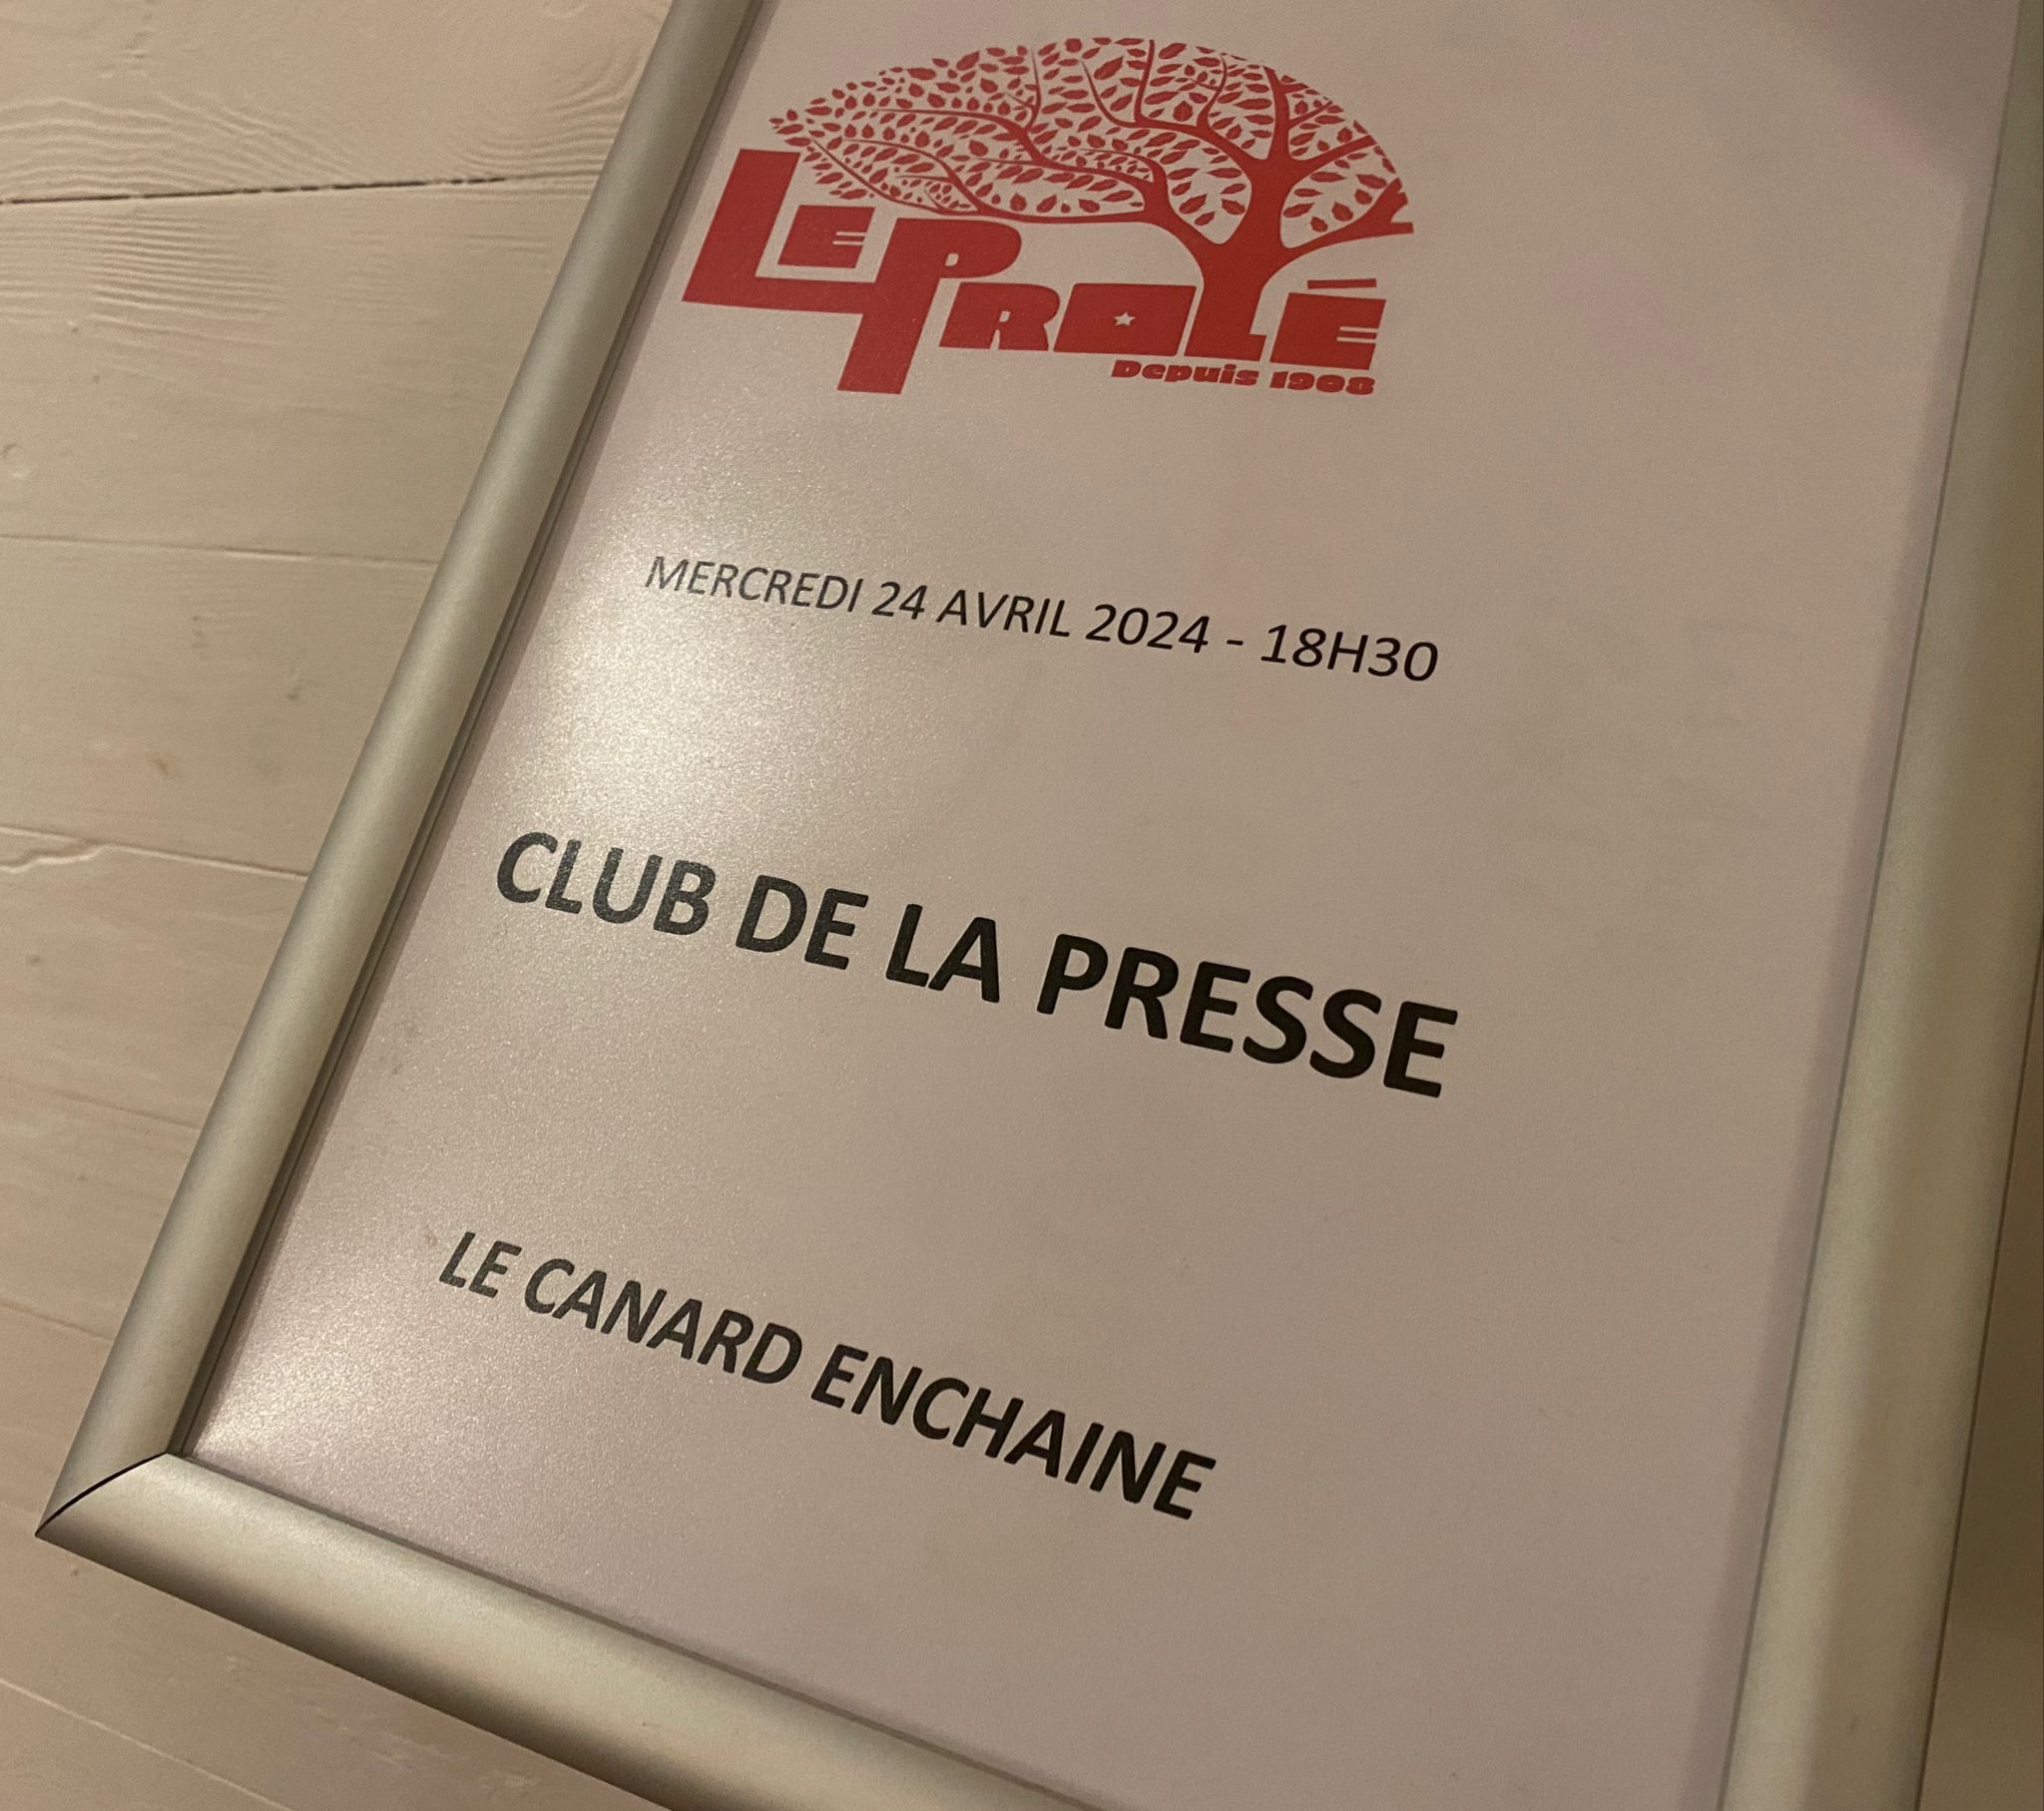 LE PROLÉ
Depuis 1908
MERCREDI 24 AVRIL 2024 - 18H30
CLUB DE LA PRESSE
LE CANARD ENCHAINE